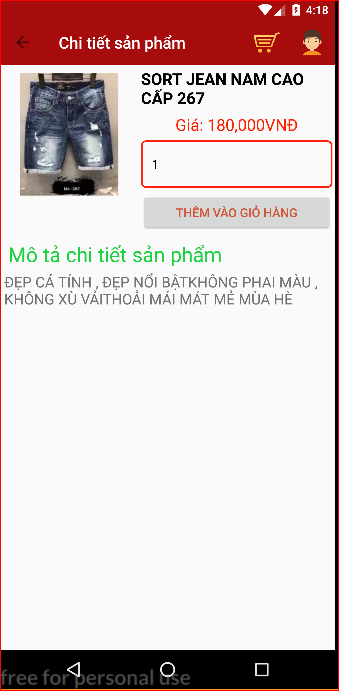 4:18
Chi tiết sản phẩm
SORT JEAN NAM CAO
CẤP 267
Giá: 180,000VNĐ
1
THÊM VÀO GIỎ HÀNG
Mô tả chi tiết sản phẩm
ĐẸP CÁ TÍNH , ĐẸP NỔI BẬTKHÔNG PHAI MÀU ,
KHÔNG XÙ VẢITHOẢI MÁI MÁT MẺ MÙA HÈ
free for personal use